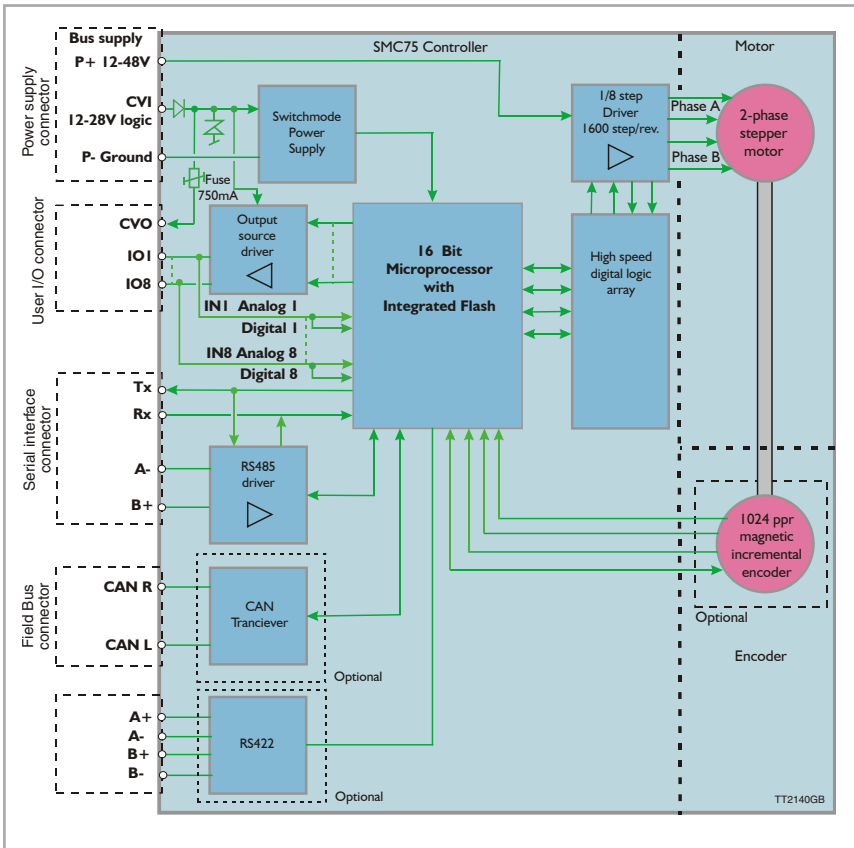 Bus supply
SMC75 Controller
Motor
P+ 12-48V
CVI
12-28V logic
P- Ground
Power supply
connector
Switchmode
Power
Supply
1/8 step
Driver
1600 step/rev.
Phase A
Phase B
2-phase
stepper
motor
Fuse
750mA
CVO
IO1
IO8
User I/O connector
Output
source
driver
16 Bit
Microprocessor
with
Integrated Flash
High speed
digital logic
array
IN1 Analog 1
Digital 1
IN8 Analog 8
Digital 8
Tx
Rx
A-
B+
Serial interface
connector
RS485
driver
1024 ppr
magnetic
incremental
encoder
Optional
Encoder
CAN R
CAN L
Field Bus
connector
CAN
Tranciever
Optional
A+
A-
B+
B-
RS422
Optional
TT2140GB